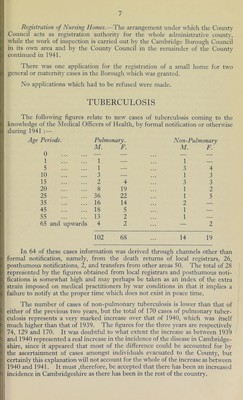 7
Registration of Nursing Homes.—The arrangement under which the County
Council acts as registration authority for the whole administrative county,
while the work of inspection is carried out by the Cambridge Borough Council
in its own area and by the County Council in the remainder of the County
continued in 1941.
There was one application for the registration of a small home for two
general or maternity cases in the Borough which was granted.
No applications which had to be refused were made.
TUBERCULOSIS
The following figures relate to new cases of tuberculosis coming to the
knowledge of the Medical Officers of Health, by formal notification or otherwise
during 1941 :—
Age Periods. Pulmonary. Non-Pulmonary
M. F. M. F.
0 ... ... — — ... — —
1 ... ... 1 — ... 1 —
5 ... ... 1 — ... 3 4
10 ... ... 3 — ... 1 3
15 ... ... 2 4 ... 3 3
20 ... ... 8 19 ... 1 2
25 ... ... 36 22 ... 1 5
35 ... ... 16 14 ... 2 —
45 ... ... 18 5 ... 1 —
55 ... ... 13 2 ... 1 —
65 and upwards 4 2 ... — 2
102 68 ... 14 19
In 64 of these cases information was derived through channels other than
formal notification, namely, from the death returns of local registrars, 26,
posthumous notifications, 2, and transfers from other areas 50. The total of 28
represented by the figures obtained from local registrars and posthumous noti-
fications is somewhat high and may perhaps be taken as an index of the extra
strain imposed on medical practitioners by war conditions in that it implies a
failure to notify at the proper time which does not exist in peace time.
The number of cases of non-pulmonary tuberculosis is lower than that of
either of the previous two years, but the total of 170 cases of pulmonary tuber-
culosis represents a very marked increase over that of 1940, which was itself
much higher than that of 1939. The figures for the three years are respectively
74, 129 and 170. It was doubtful to what extent the increase as between 1939
and 1940 represented a real increase in the incidence of the disease in Cambridge-
shire, since it appeared that most of the difference could be accounted for by
the ascertainment of cases amongst individuals evacuated to the County, but
certainly this explanation will not account for the whole of the increase as between
1940 and 1941. It must ,therefore, be accepted that there has been an increased
incidence in Cambridgeshire as there has been in the rest of the country.